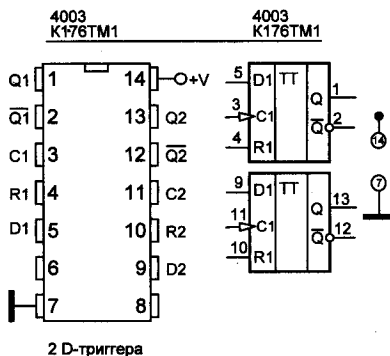 4003 4003
К176ТМ1 К176ТМ1
Q1 1 14 +V
Q1 2 13 Q2
C1 3 12 Q2
R1 4 11 C2
D1 5 10 R2
6 9 D2
7 8
5 D1 TT Q 1
3 C1 Q 2
4 R1
14
7
9 D1 TT Q 13
11 C1 Q 12
10 R1
2 D-триггера